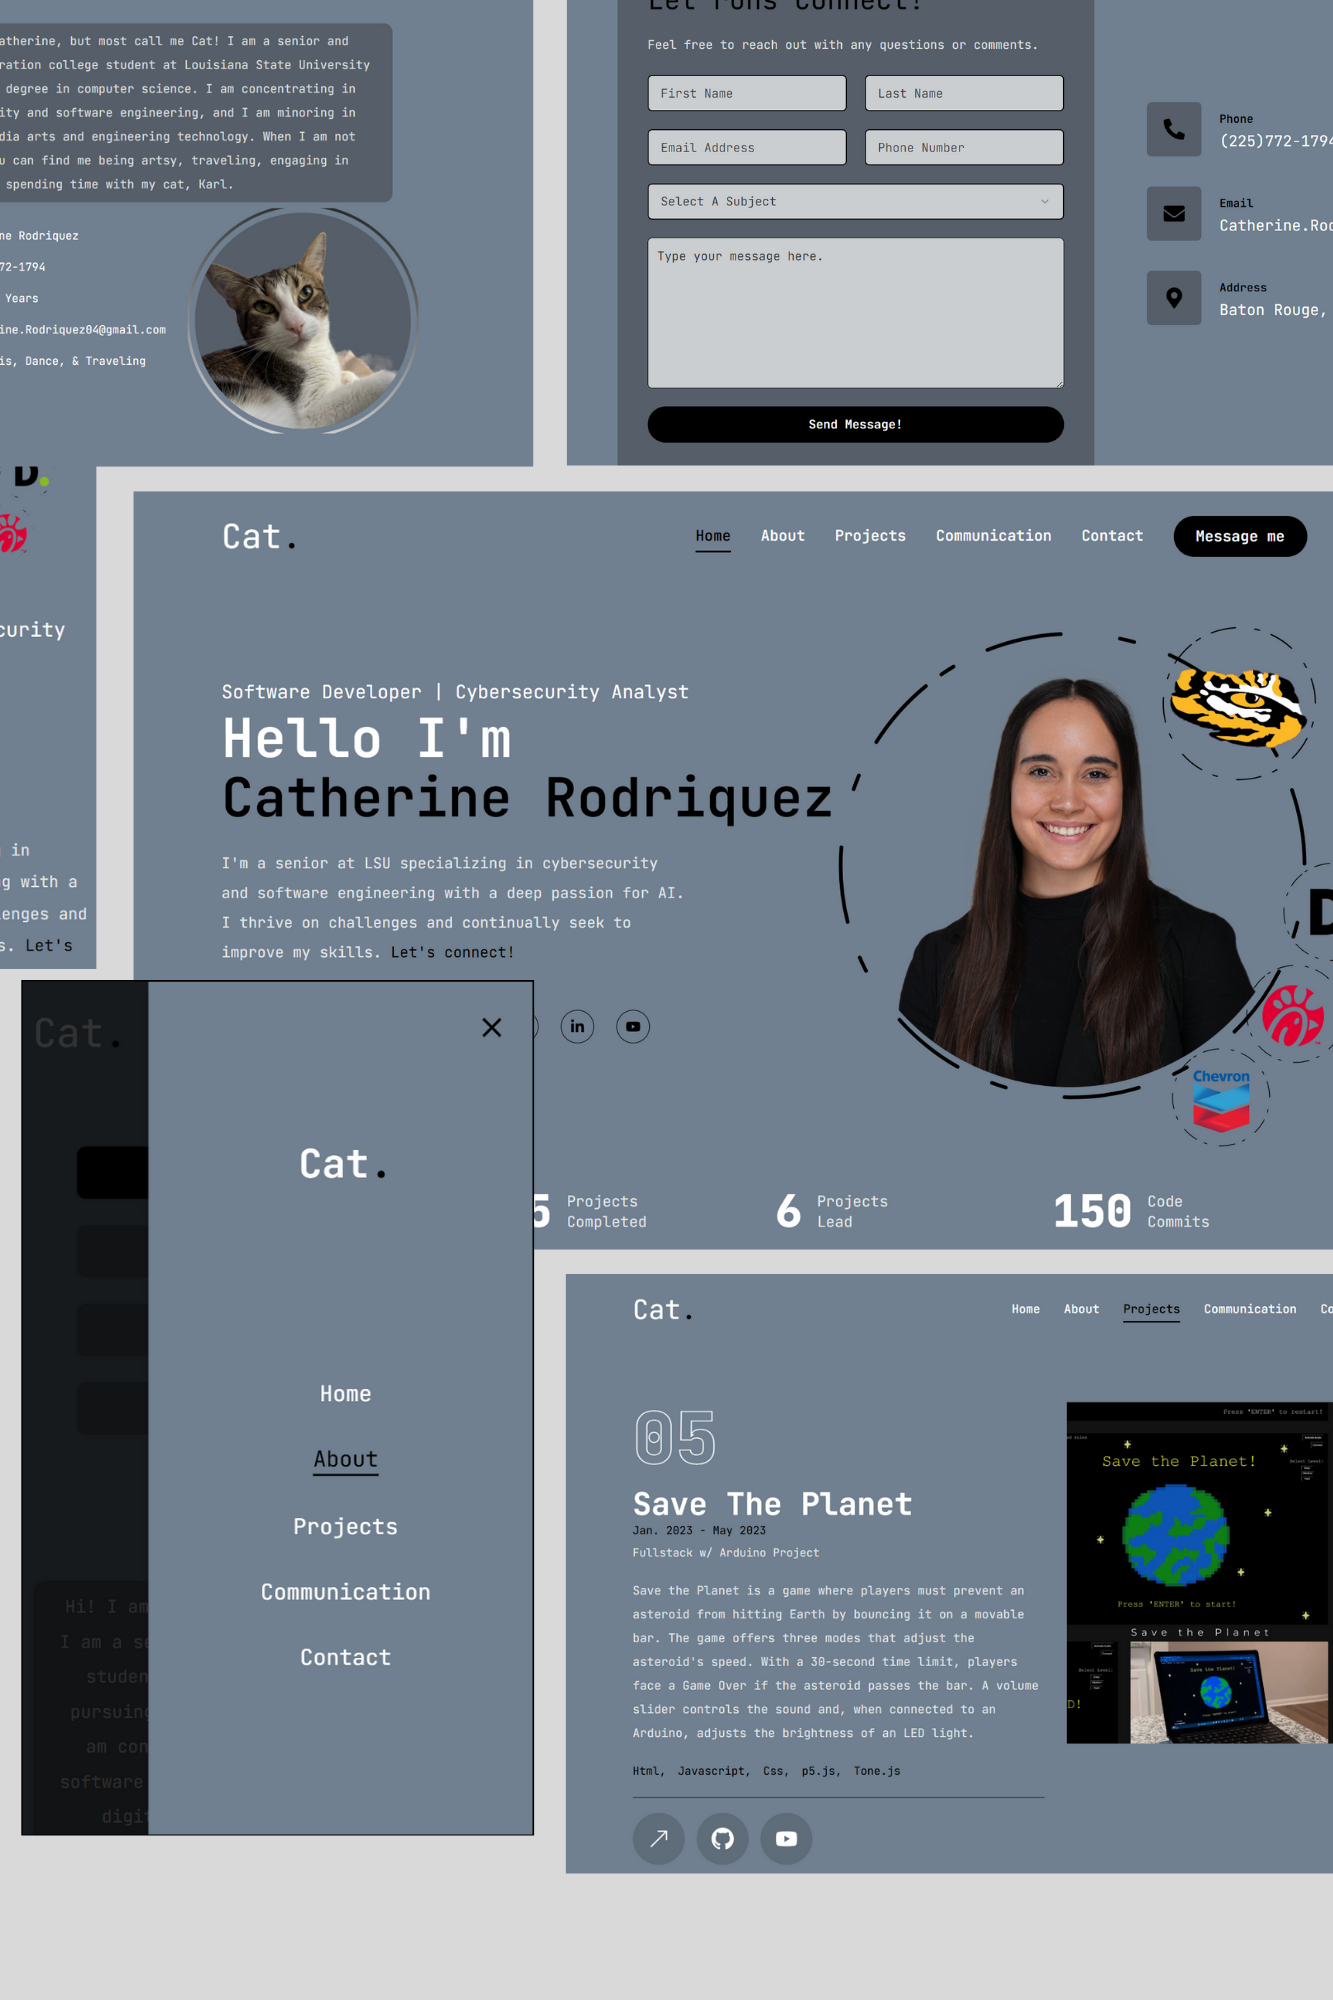 atherine, but most call me Cat! I am a senior and
ration college student at Louisiana State University
degree in computer science. I am concentrating in
ity and software engineering, and I am minoring in
dia arts and engineering technology. When I am not
u can find me being artsy, traveling, engaging in
spending time with my cat, Karl.
ne Rodriquez
72-1794
Years
ine.Rodriquez04@gmail.com
is, Dance, & Traveling
Let runs connect!
Feel free to reach out with any questions or comments.
First Name
Last Name
Email Address
Phone Number
Select A Subject
Type your message here.
Send Message!
Phone
(225)772-1794
Email
Catherine.Rod
Address
Baton Rouge,
D.
curity
in
g with a
enges and
s. Let's
Cat.
Home
About
Projects
Communication
Contact
Message me
Software Developer | Cybersecurity Analyst
Hello I'm
Catherine Rodriquez
I'm a senior at LSU specializing in cybersecurity
and software engineering with a deep passion for AI.
I thrive on challenges and continually seek to
improve my skills. Let's connect!
in
D
Chevron
5 Projects
Completed
6 Projects
Lead
150 Code
Commits
Cat.
Hi! I am
I am a se
studen
pursuing
am con
software
digit
Cat.
Home
About
Projects
Communication
Contact
Cat.
Home
About
Projects
Communication
Co
05
Save The Planet
Jan. 2023 - May 2023
Fullstack w/ Arduino Project
Save the Planet is a game where players must prevent an
asteroid from hitting Earth by bouncing it on a movable
bar. The game offers three modes that adjust the
asteroid's speed. With a 30-second time limit, players
face a Game Over if the asteroid passes the bar. A volume
slider controls the sound and, when connected to an
Arduino, adjusts the brightness of an LED light.
Html, Javascript, Css, p5.js, Tone.js
Press 'ENTER' to restart!
Save the Planet!
Select Level:
Press 'ENTER' to start!
Save the Planet
Select Level:
D!
Save the Planet!